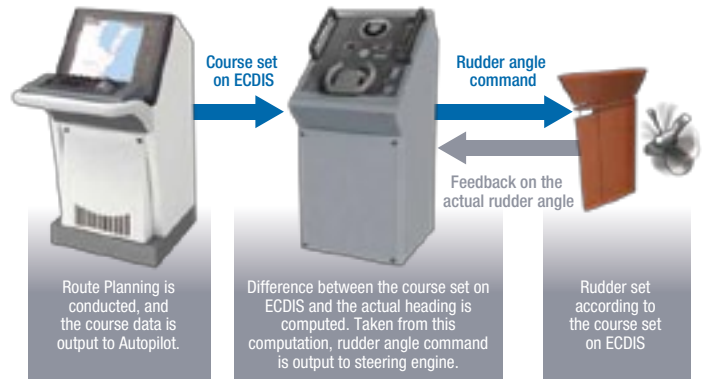 Course set
on ECDIS
Rudder angle
command
Feedback on the
actual rudder angle
Route Planning is
conducted, and
the course data is
output to Autopilot.
Difference between the course set on
ECDIS and the actual heading is
computed. Taken from this
computation, rudder angle command
is output to steering engine.
Rudder set
according to
the course set
on ECDIS